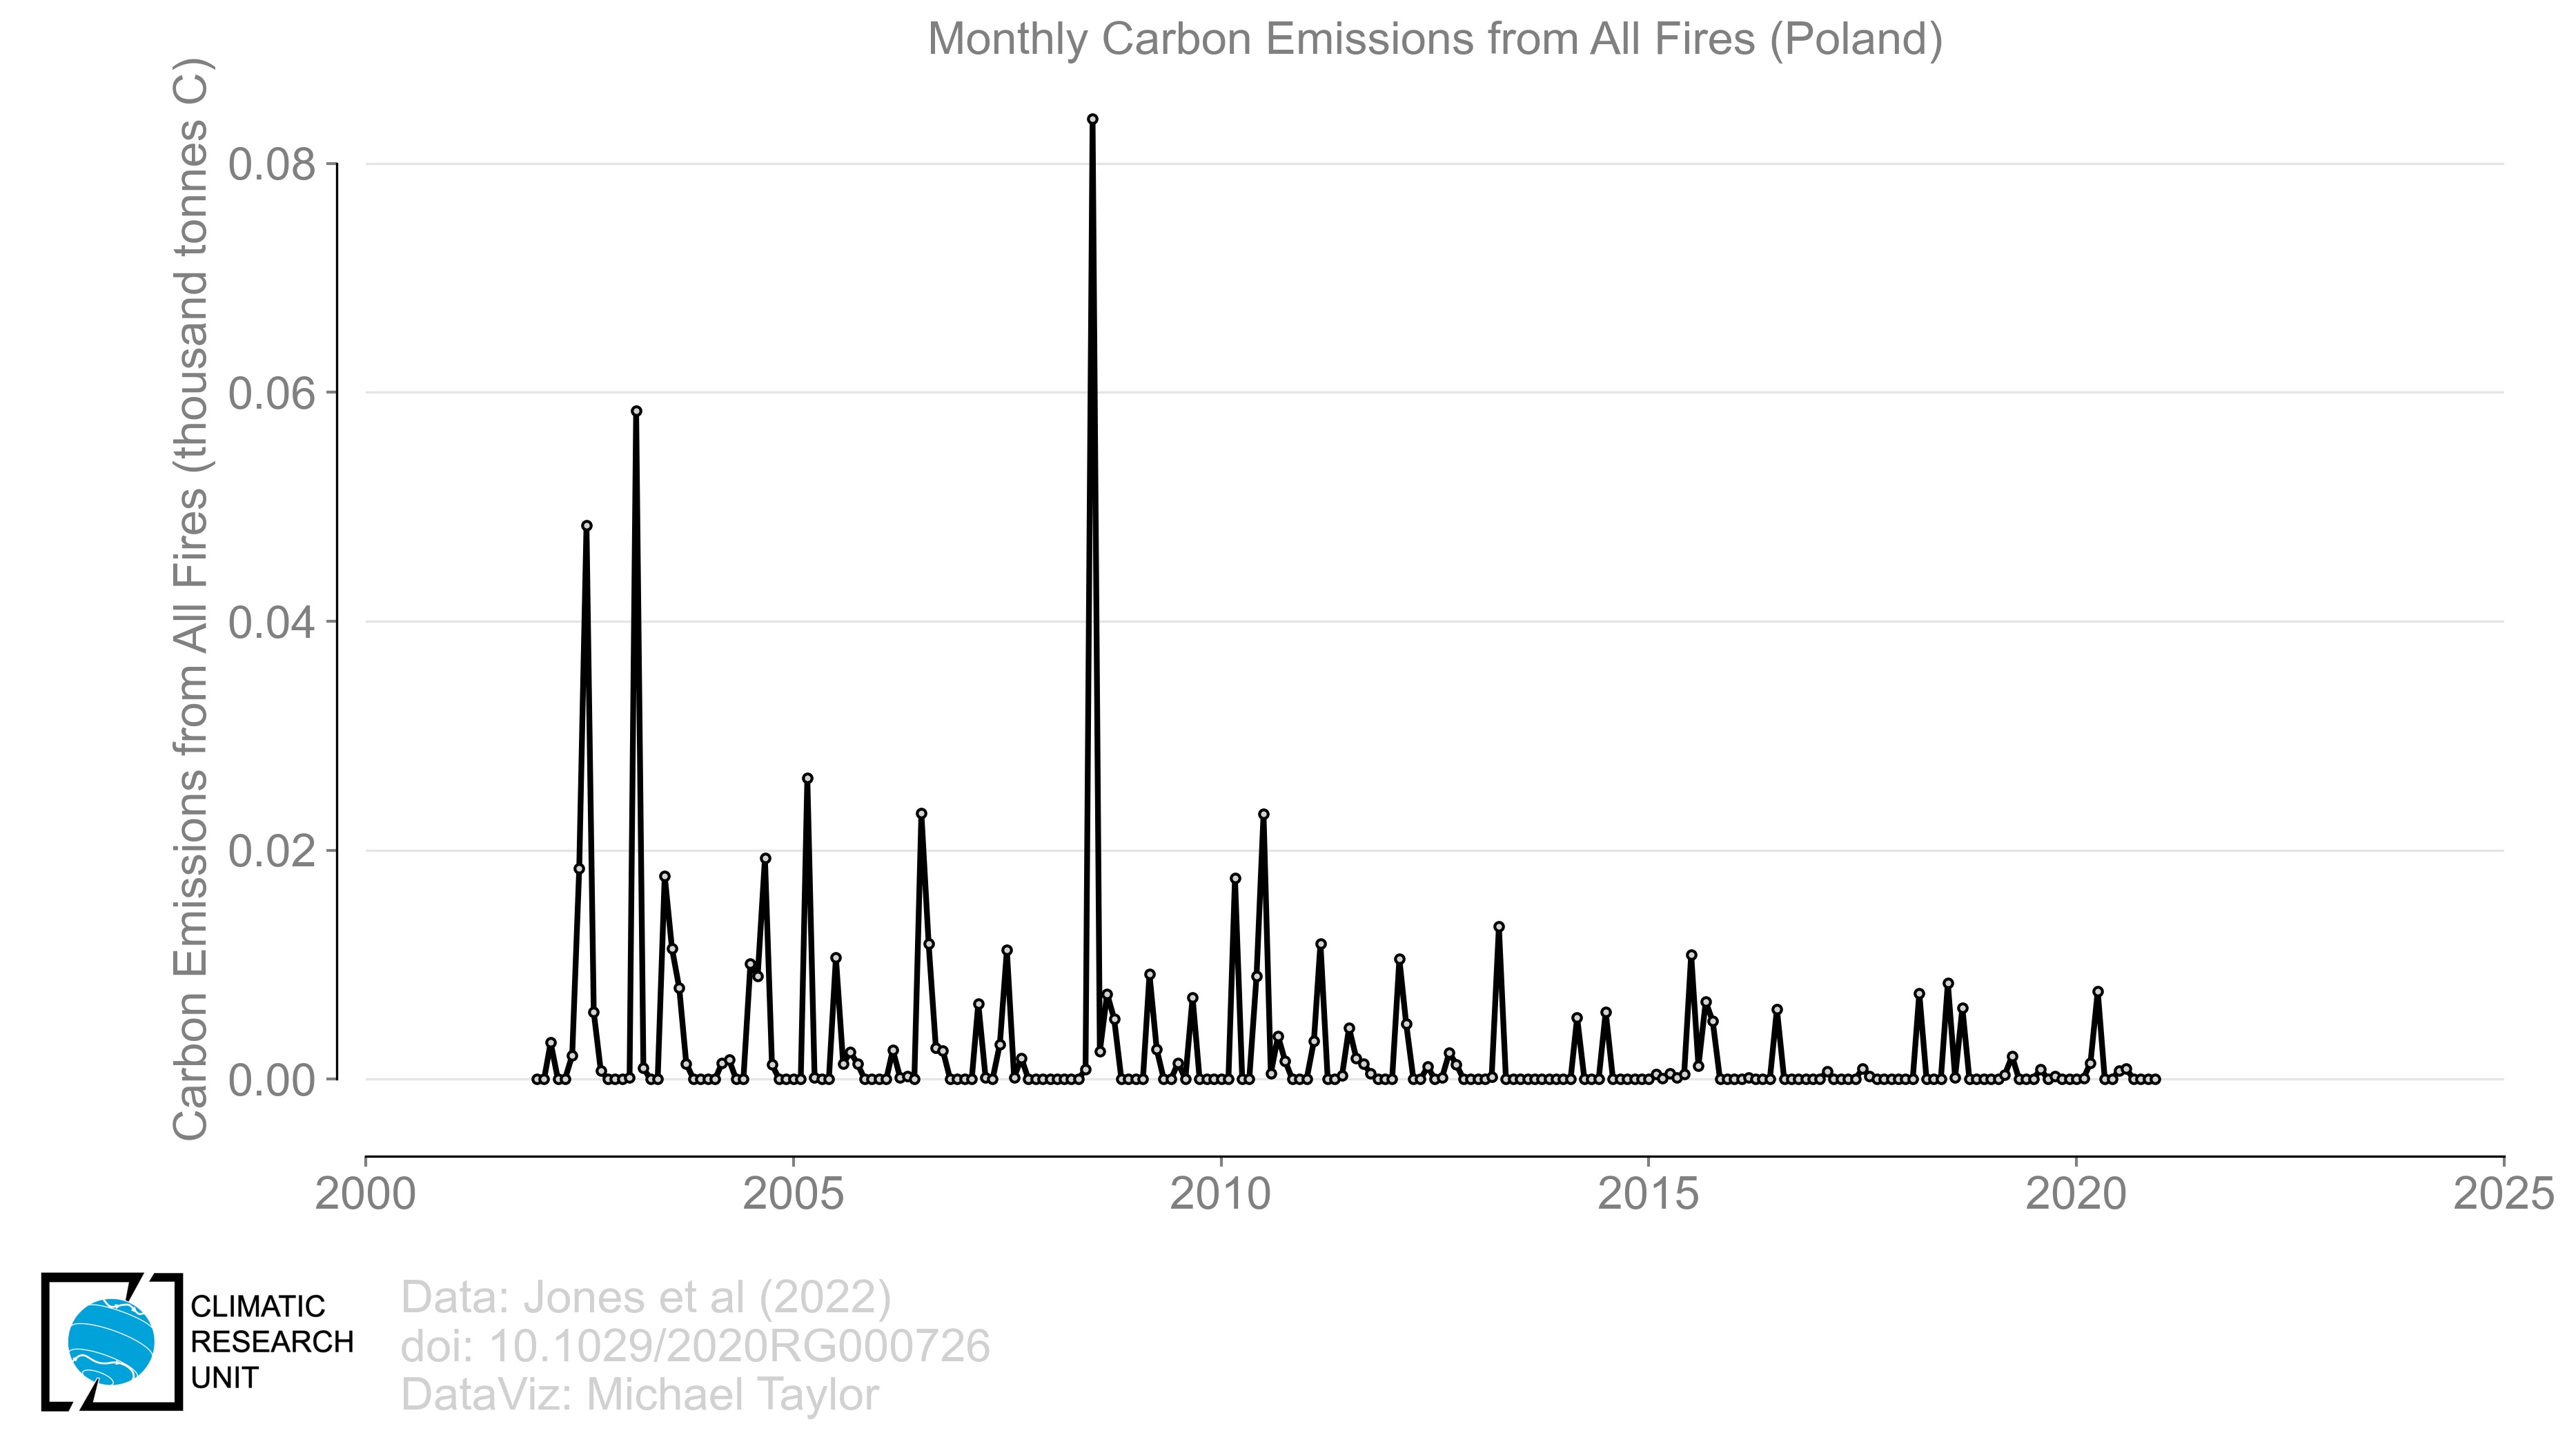 Monthly Carbon Emissions from All Fires (Poland)
Carbon Emissions from All Fires (thousand tonnes C)
0.08
0.06
0.04
0.02
0.00
2000
2005
2010
2015
2020
2025
CLIMATIC
RESEARCH
UNIT
Data: Jones et al (2022)
doi: 10.1029/2020RG000726
DataViz: Michael Taylor